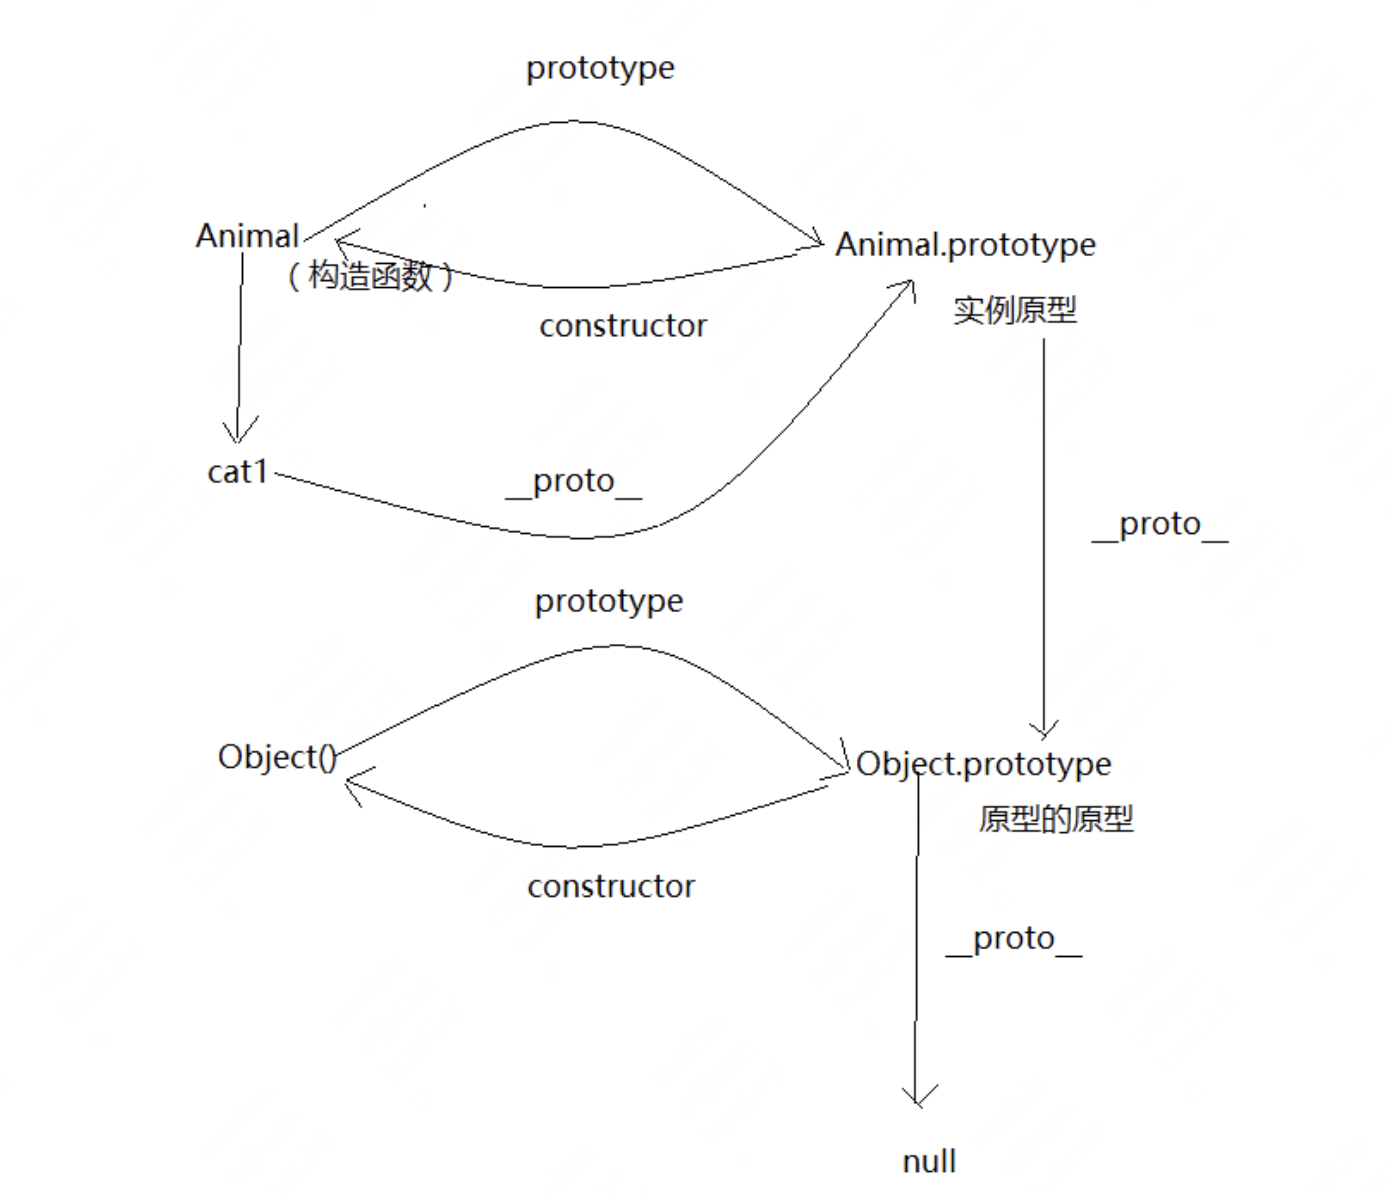 prototype
Animal
Animal.prototype
（构造函数）
实例原型
constructor
cat1
__proto__
__proto__
prototype
Object()
Object.prototype
原型的原型
constructor
__proto__
null